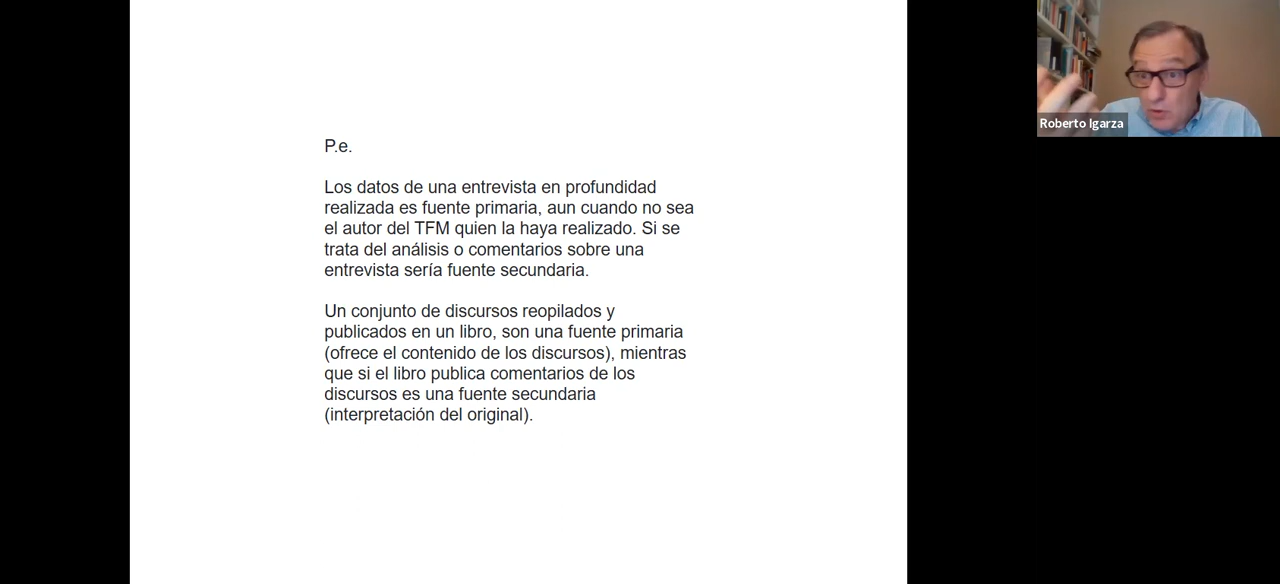 P.e.
Los datos de una entrevista en profundidad
realizada es fuente primaria, aun cuando no sea
el autor del TFM quien la haya realizado. Si se
trata del análisis o comentarios sobre una
entrevista sería fuente secundaria.
Un conjunto de discursos reopilados y
publicados en un libro, son una fuente primaria
(ofrece el contenido de los discursos), mientras
que si el libro publica comentarios de los
discursos es una fuente secundaria
(interpretación del original).
Roberto Igarza